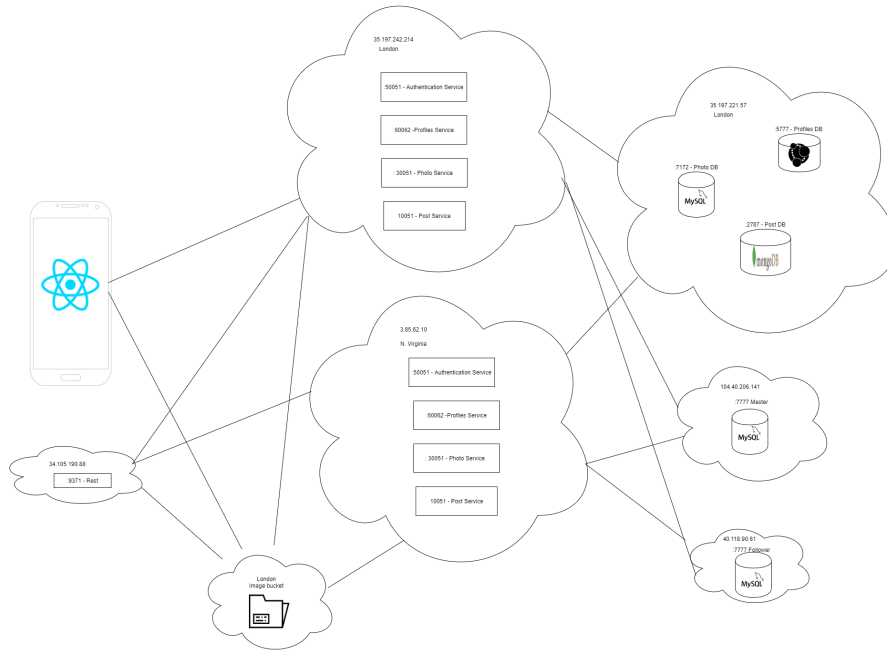 35.197.242.214
London
:50051 - Authentication Service
:60062 -Profiles Service
: 30051 - Photo Service
10051 - Post Service
35.197.221.57
London
:5777 - Profiles DB
:7172 - Photo DB
MySQL
:2787 - Post DB
mongoDB
3.85.62.10
N. Virginia
:50051 - Authentication Service
:60062 -Profiles Service
: 30051 - Photo Service
10051 - Post Service
104.40.206.141
:7777 Master
MySQL
34.105.190.88
:9371 - Rest
40.118.90.61
:7777 Follower
MySQL
London
Image bucket